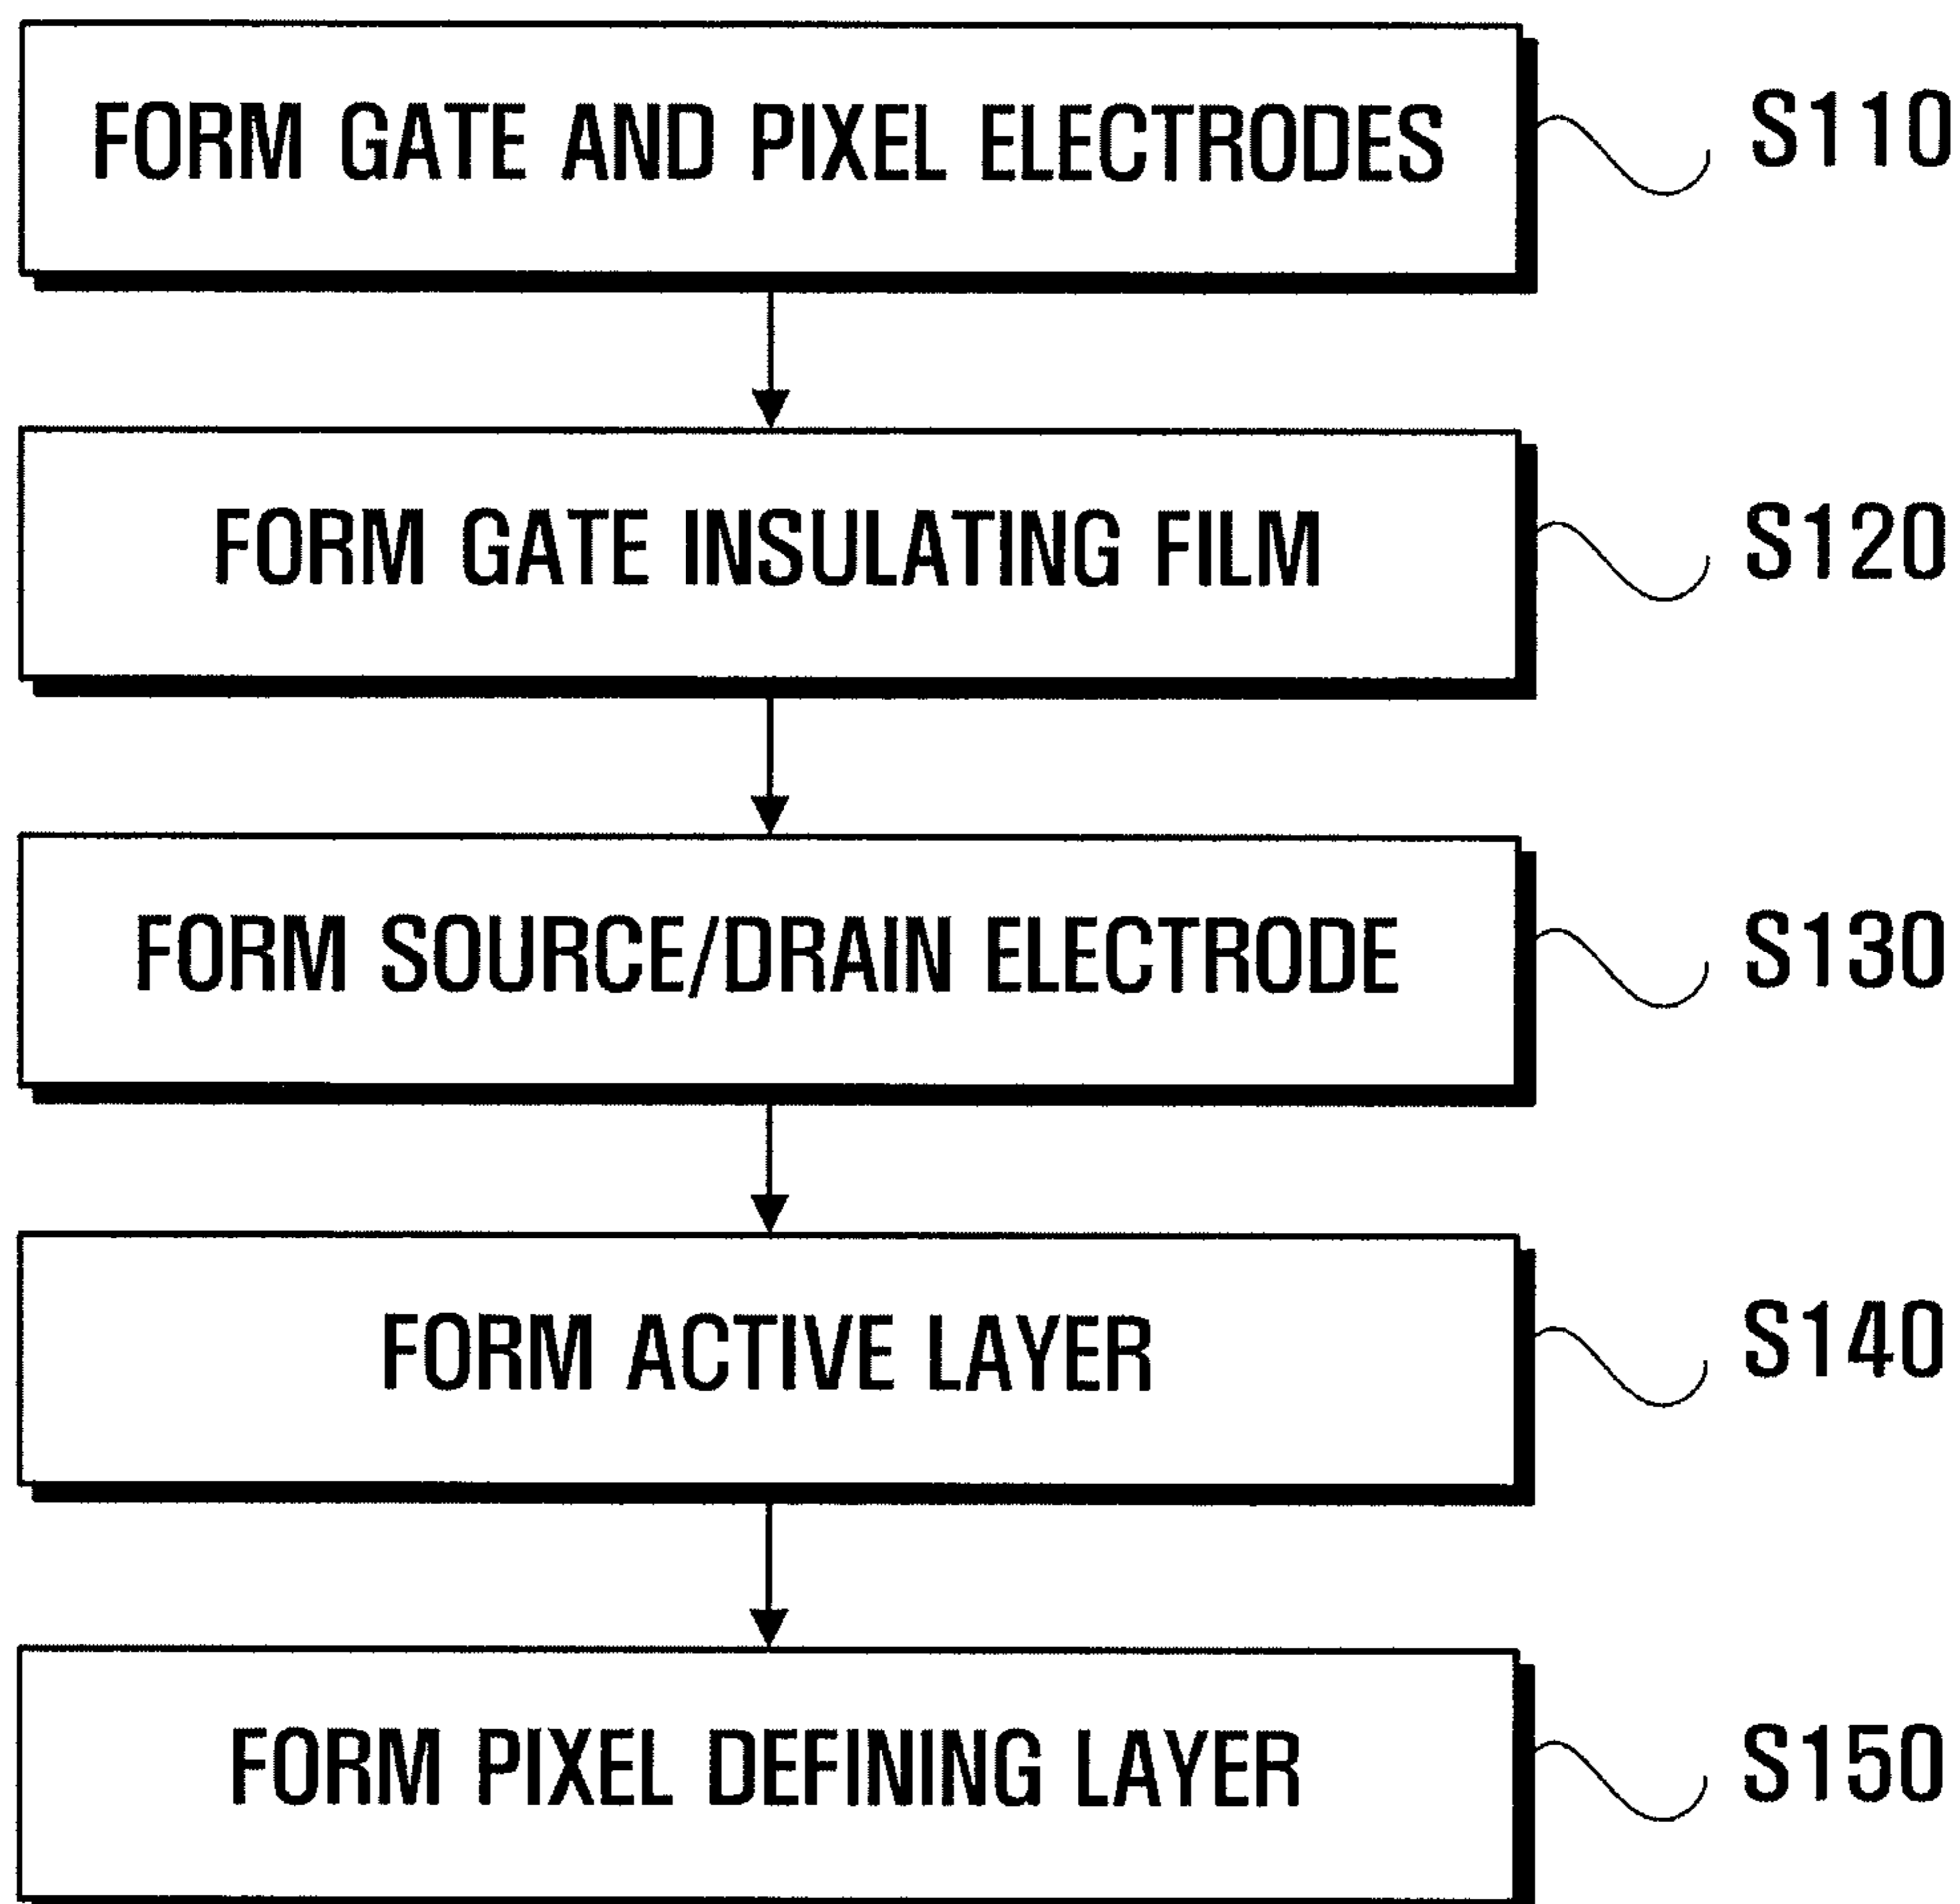 FORM GATE AND PIXEL ELECTRODES S110
FORM GATE INSULATING FILM S120
FORM SOURCE/DRAIN ELECTRODE S130
FORM ACTIVE LAYER S140
FORM PIXEL DEFINING LAYER S150